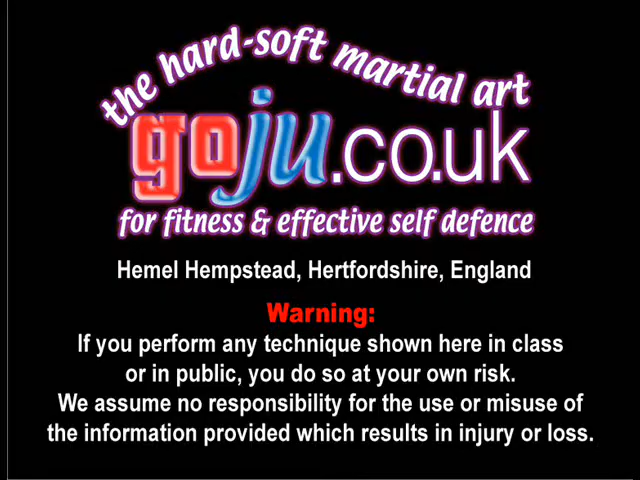 the hard-soft martial art
goju.co.uk
for fitness & effective self defence
Hemel Hempstead, Hertfordshire, England
Warning:
If you perform any technique shown here in class
or in public, you do so at your own risk.
We assume no responsibility for the use or misuse of
the information provided which results in injury or loss.